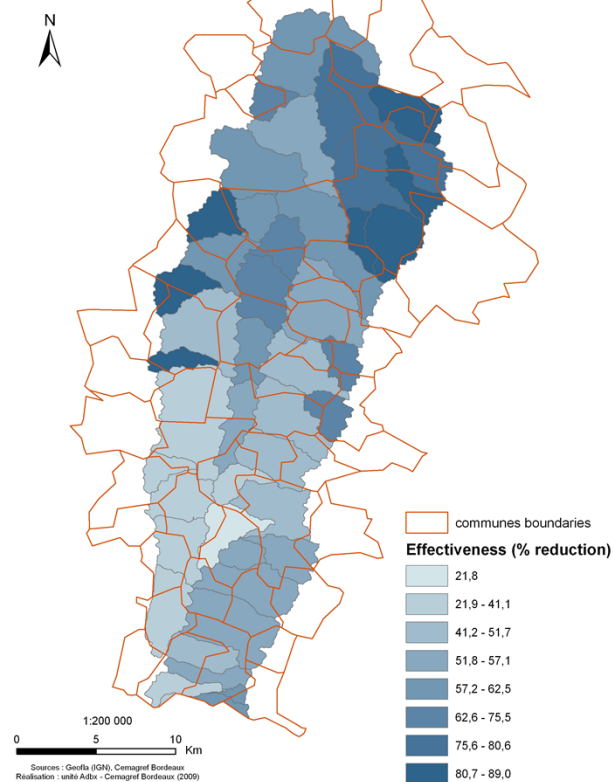 N
communes boundaries
Effectiveness (% reduction)
21,8
21,9 - 41,1
41,2 - 51,7
51,8 - 57,1
57,2 - 62,5
62,6 - 75,5
75,6 - 80,6
80,7 - 89,0
1:200 000
0 5 10
Km
Sources : Geofla (IGN), Cemagref Bordeaux
Réalisation : unité Adbx - Cemagref Bordeaux (2009)